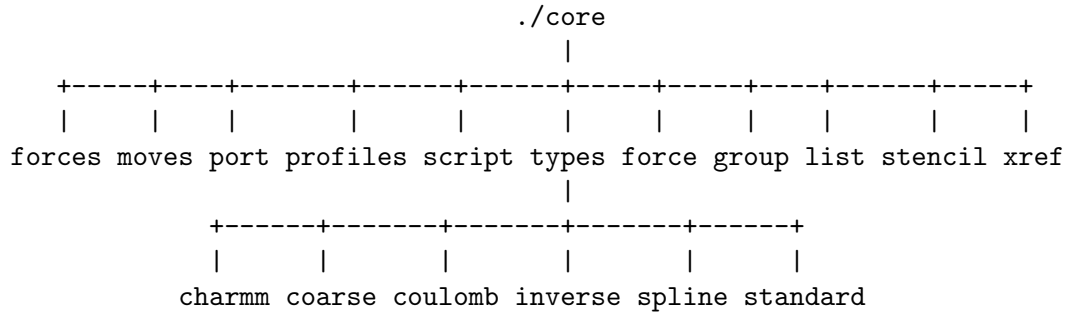 ./core
|
+-----+----+-------+------+------+-----+-----+----+------+-----+
| | | | | | | | | | |
forces moves port profiles script types force group list stencil xref
|
+------+-------+-------+-------+------+
| | | | | |
charmm coarse coulomb inverse spline standard